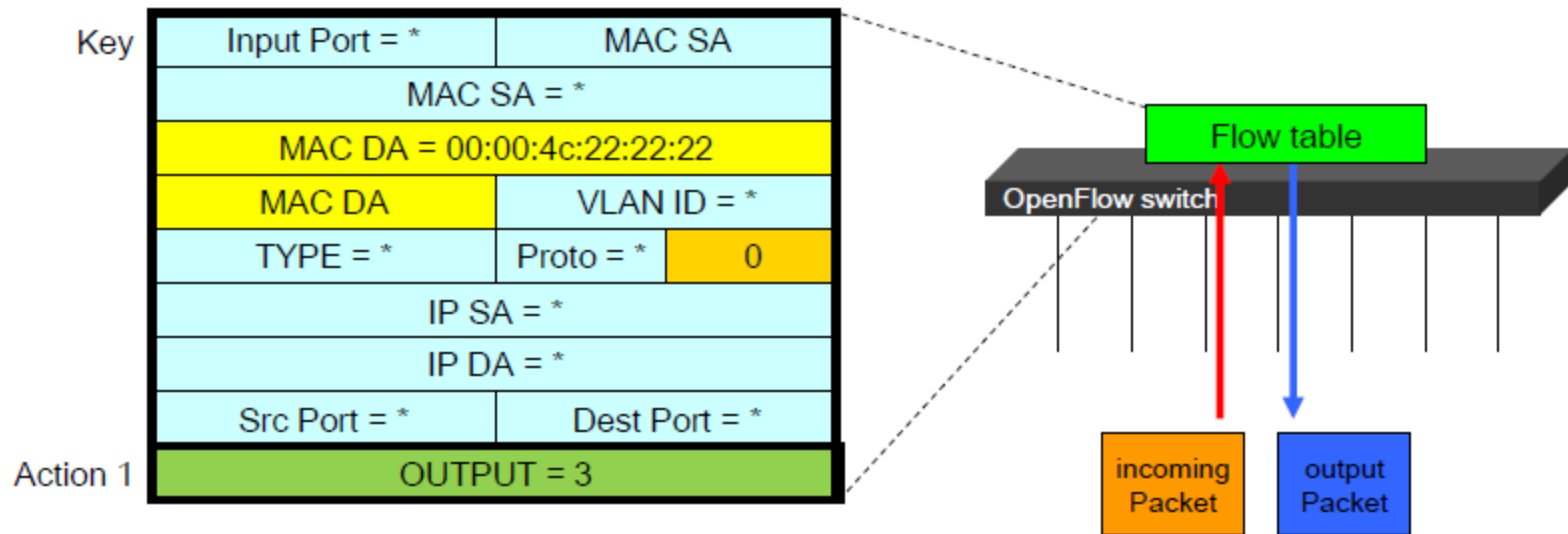 Key
Input Port = *
MAC SA
MAC SA = *
MAC DA = 00:00:4c:22:22:22
MAC DA
VLAN ID = *
TYPE = *
Proto = *
0
IP SA = *
IP DA = *
Src Port = *
Dest Port = *
Action 1
OUTPUT = 3
Flow table
OpenFlow switch
incoming
Packet
output
Packet